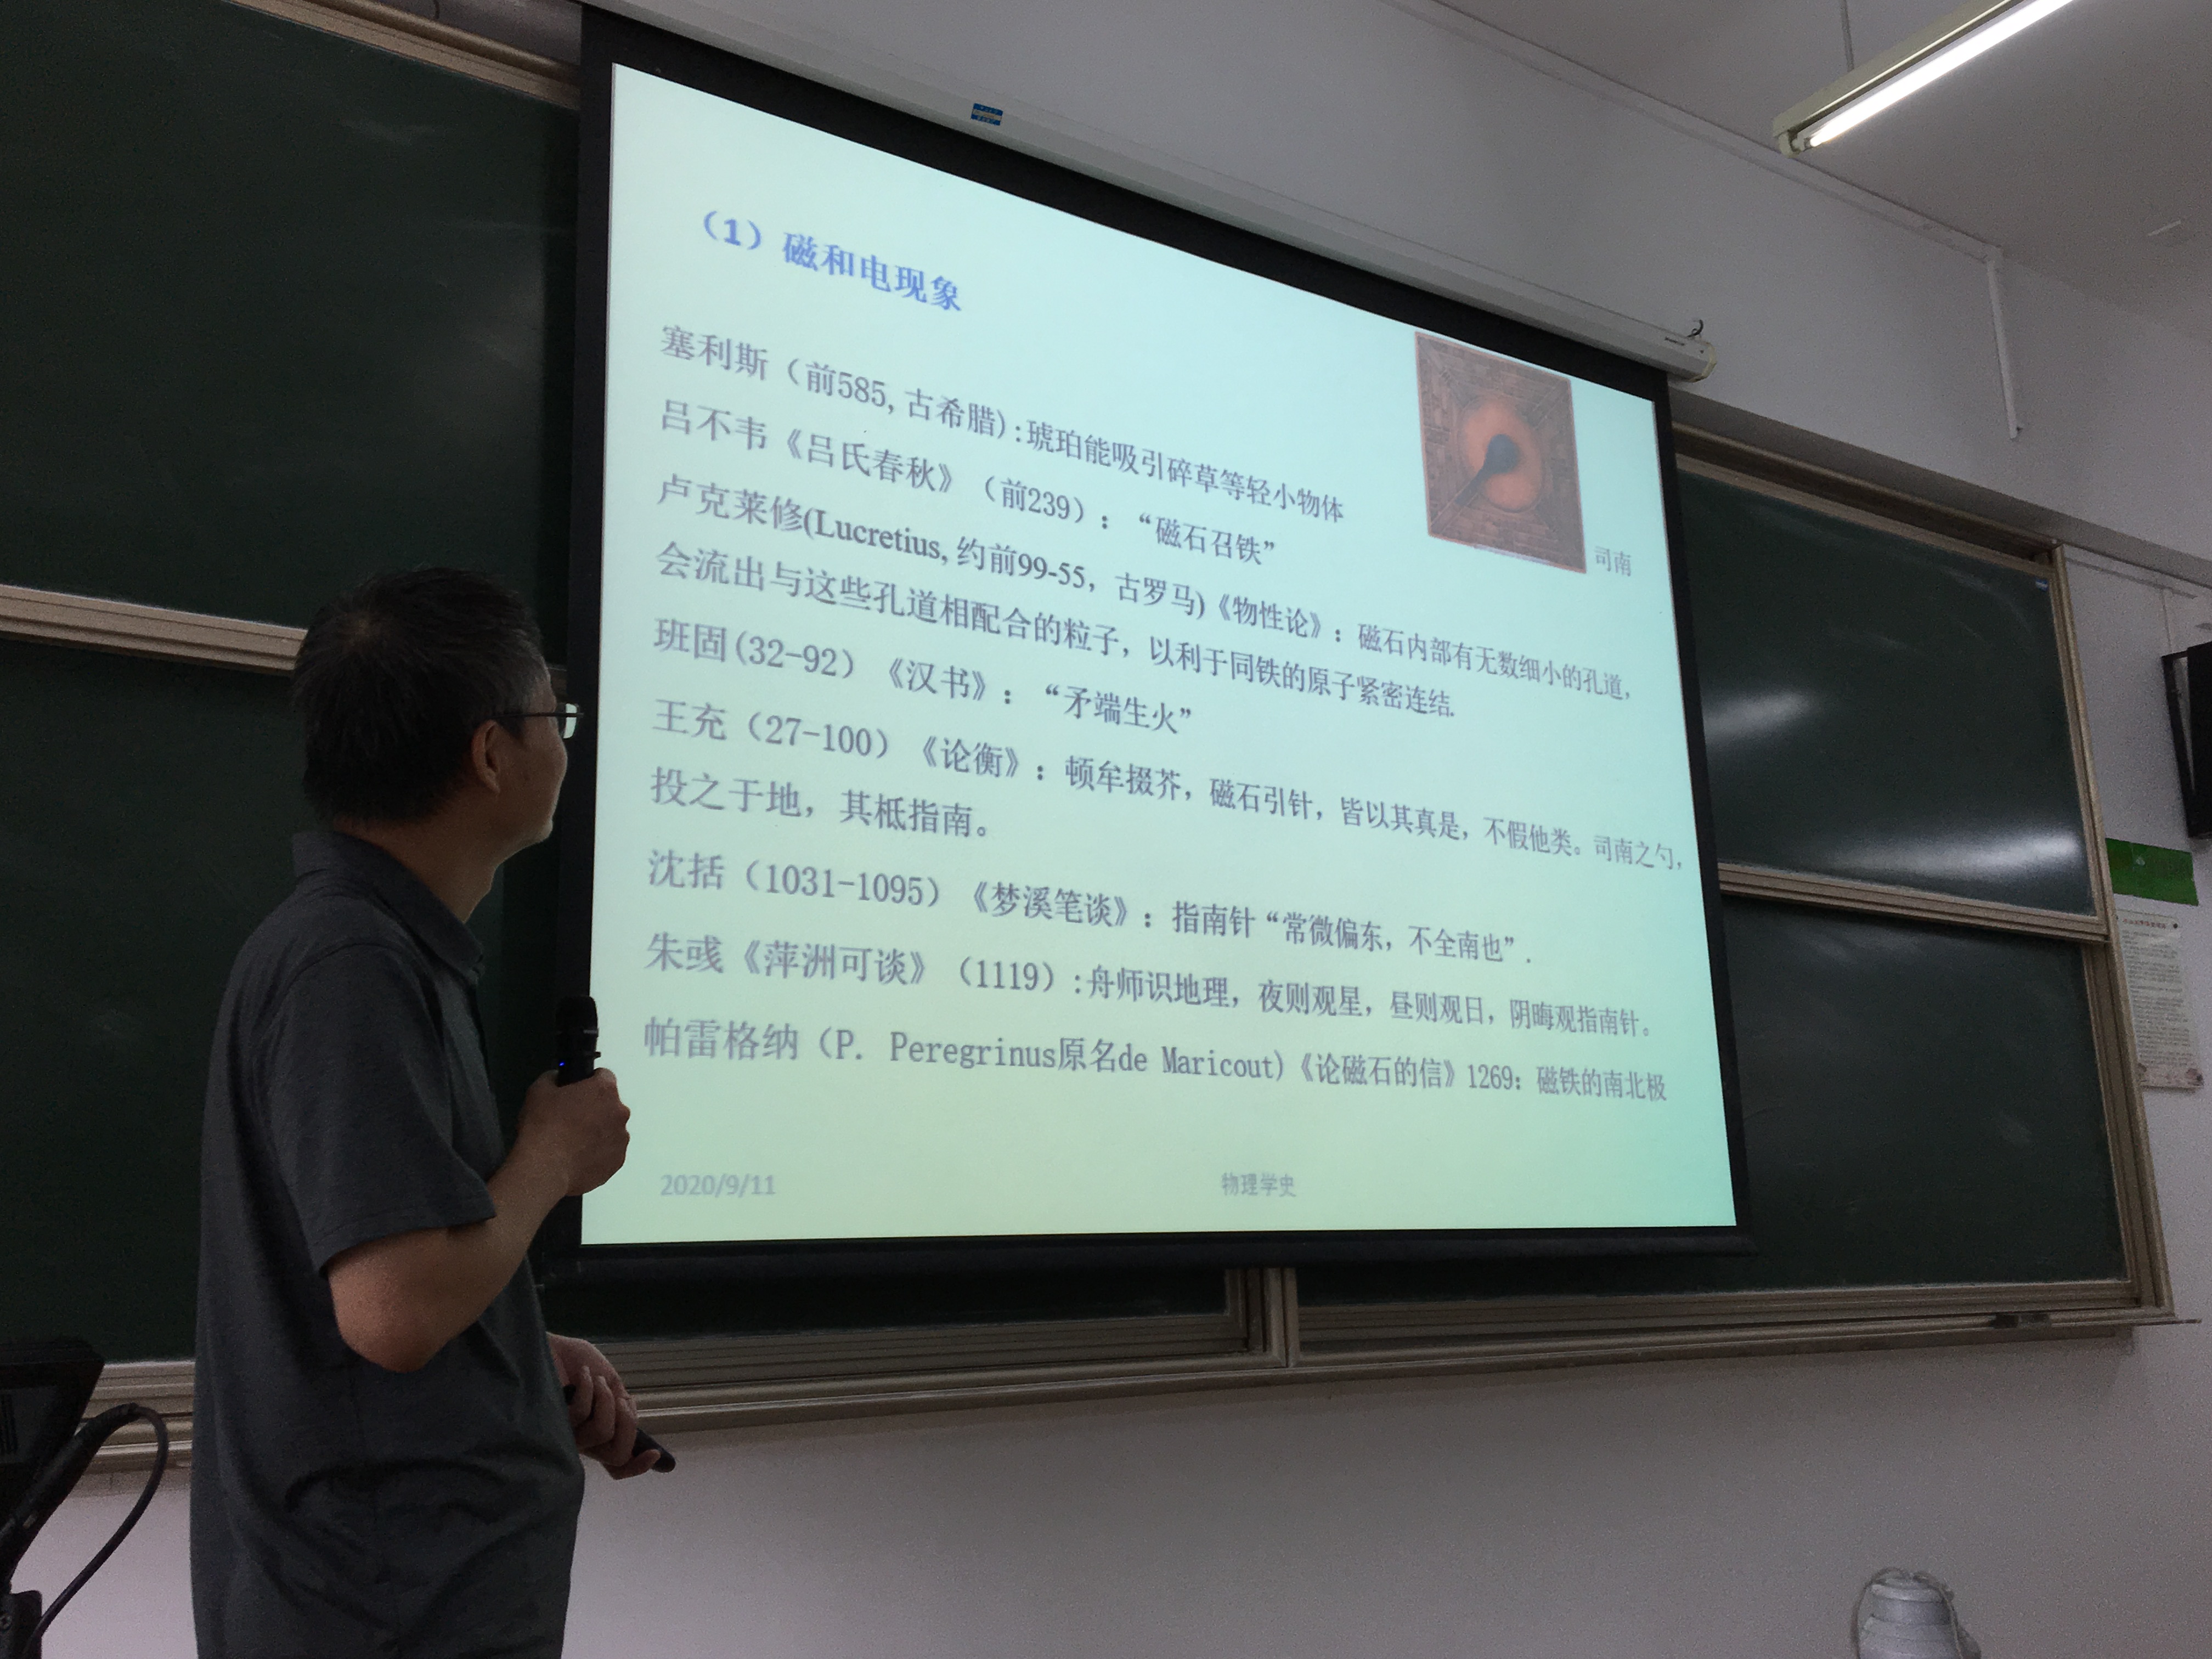 （1）磁和电现象
塞利斯（前585,古希腊):琥珀能吸引碎草等轻小物体
吕不韦《吕氏春秋》（前239）：“磁石召铁”
司南
卢克莱修(Lucretius,约前99-55，古罗马)《物性论》：磁石内部有无数细小的孔道，
会流出与这些孔道相配合的粒子，以利于同铁的原子紧密连结.
班固(32-92）《汉书》：“矛端生火”
王充（27-100）《论衡》：顿牟掇芥，磁石引针，皆以其真是，不假他类。司南之勺，
投之于地，其柢指南。
沈括（1031-1095）《梦溪笔谈》：指南针“常微偏东，不全南也”.
朱彧《萍洲可谈》（1119）:舟师识地理，夜则观星，昼则观日，阴晦观指南针。
帕雷格纳（P. Peregrinus原名de Maricout)《论磁石的信》1269：磁铁的南北极
2020/9/11
物理学史